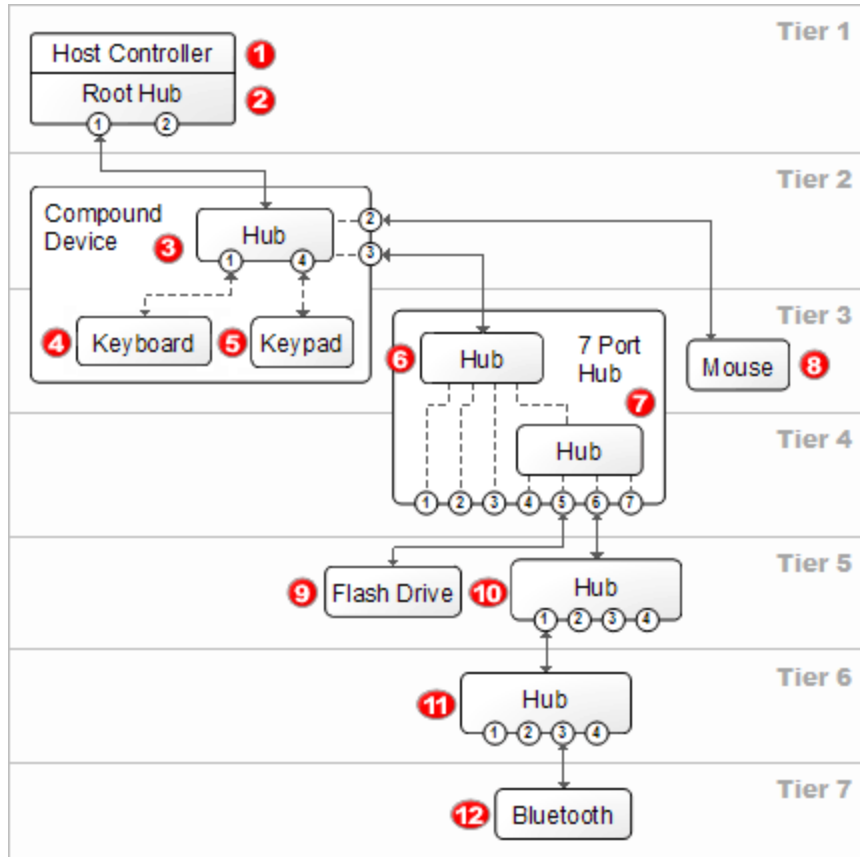 Tier 1
Host Controller
1
Root Hub
2
1 2
Tier 2
Compound
Device
Hub
3
2
3
1 4
Tier 3
4
Keyboard
5
Keypad
6
Hub
7 Port
Hub
7
Mouse
8
Tier 4
Hub
1 2 3 4 5 6 7
Tier 5
9
Flash Drive
10
Hub
1 2 3 4
Tier 6
11
Hub
1 2 3 4
Tier 7
12
Bluetooth